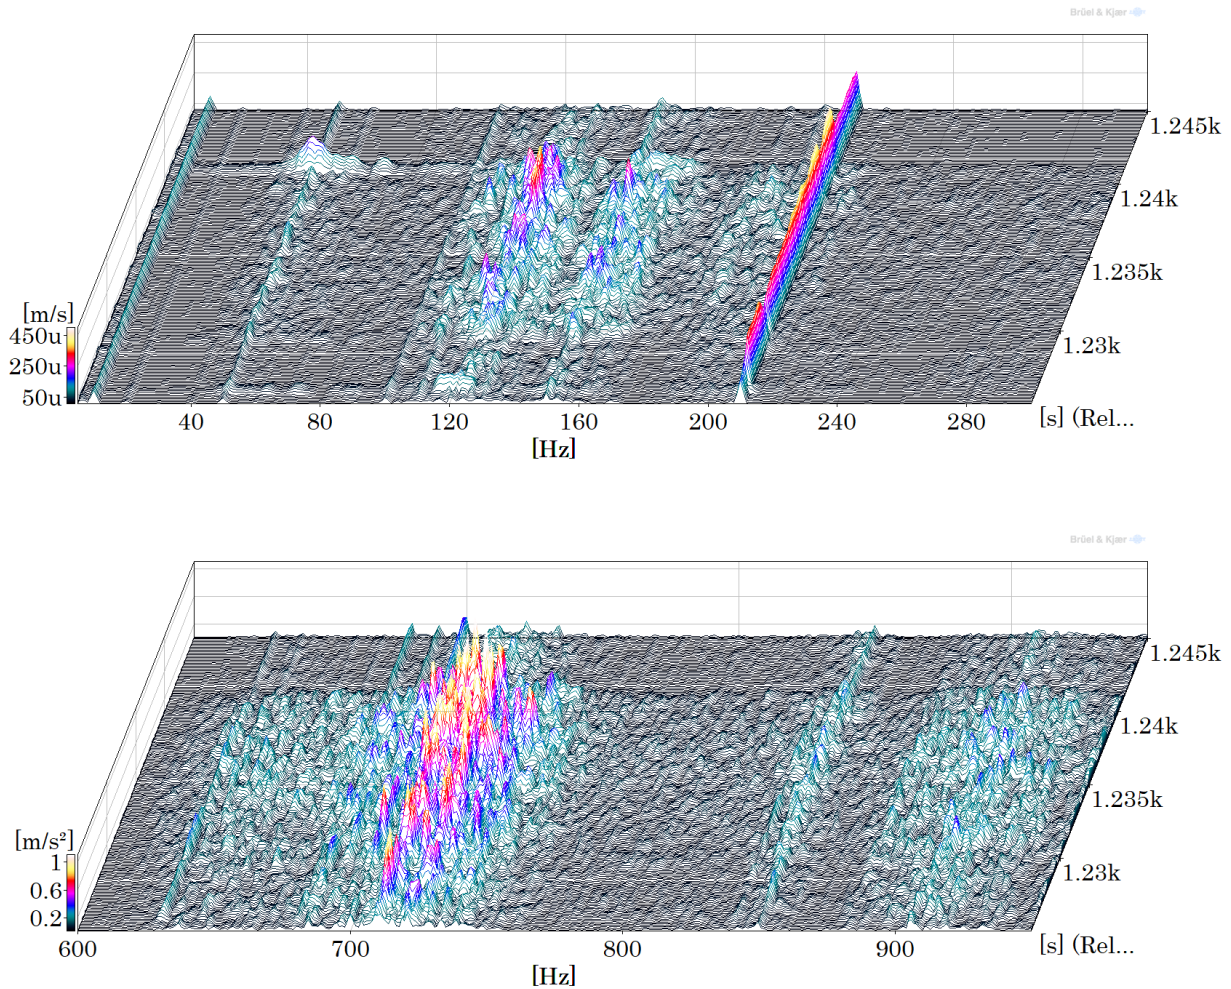 Brüel & Kjær
1.245k
1.24k
1.235k
[m/s]
450u
1.23k
250u
50u
40 80 120 160 200 240 280 [s] (Rel...
[Hz]
Brüel & Kjær
1.245k
1.24k
1.235k
[m/s²]
1
1.23k
0.6
0.2
600 700 800 900 [s] (Rel...
[Hz]